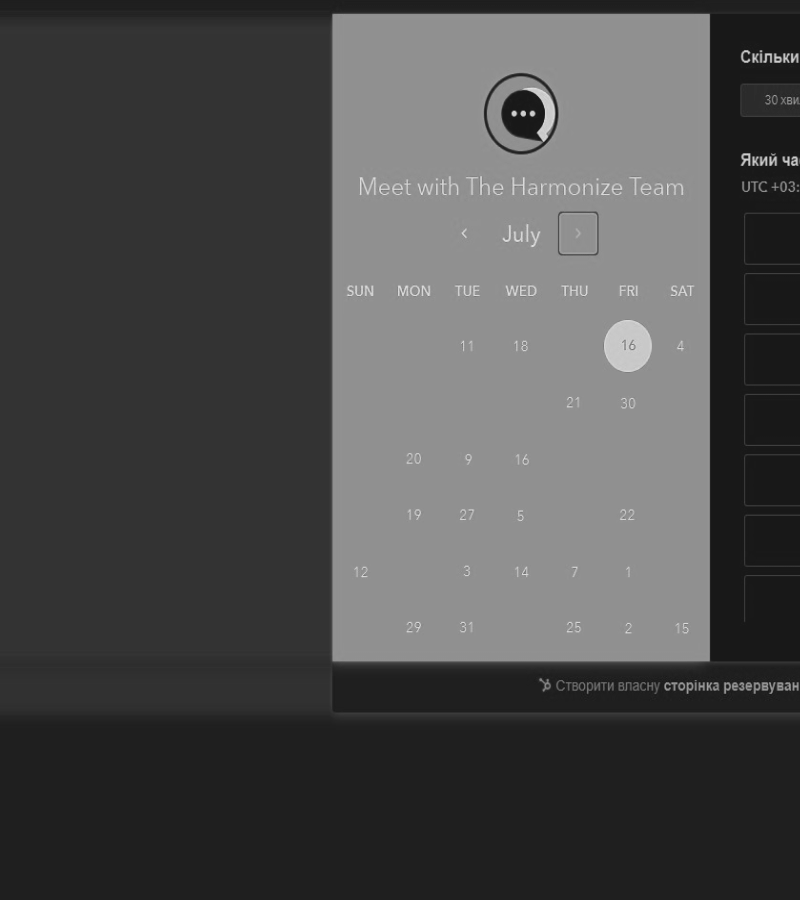 Meet with The Harmonize Team
‹ July ›
SUN MON TUE WED THU FRI SAT
11 18 16 4
21 30
20 9 16
19 27 5 22
12 3 14 7 1
29 31 25 2 15
Скільки
30 хви
Який ча
UTC +03:
Створити власну сторінка резервуван